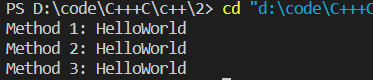 PS D:\code\C+++C\c++\2> cd "d:\code\C+++C
Method 1: HelloWorld
Method 2: HelloWorld
Method 3: HelloWorld